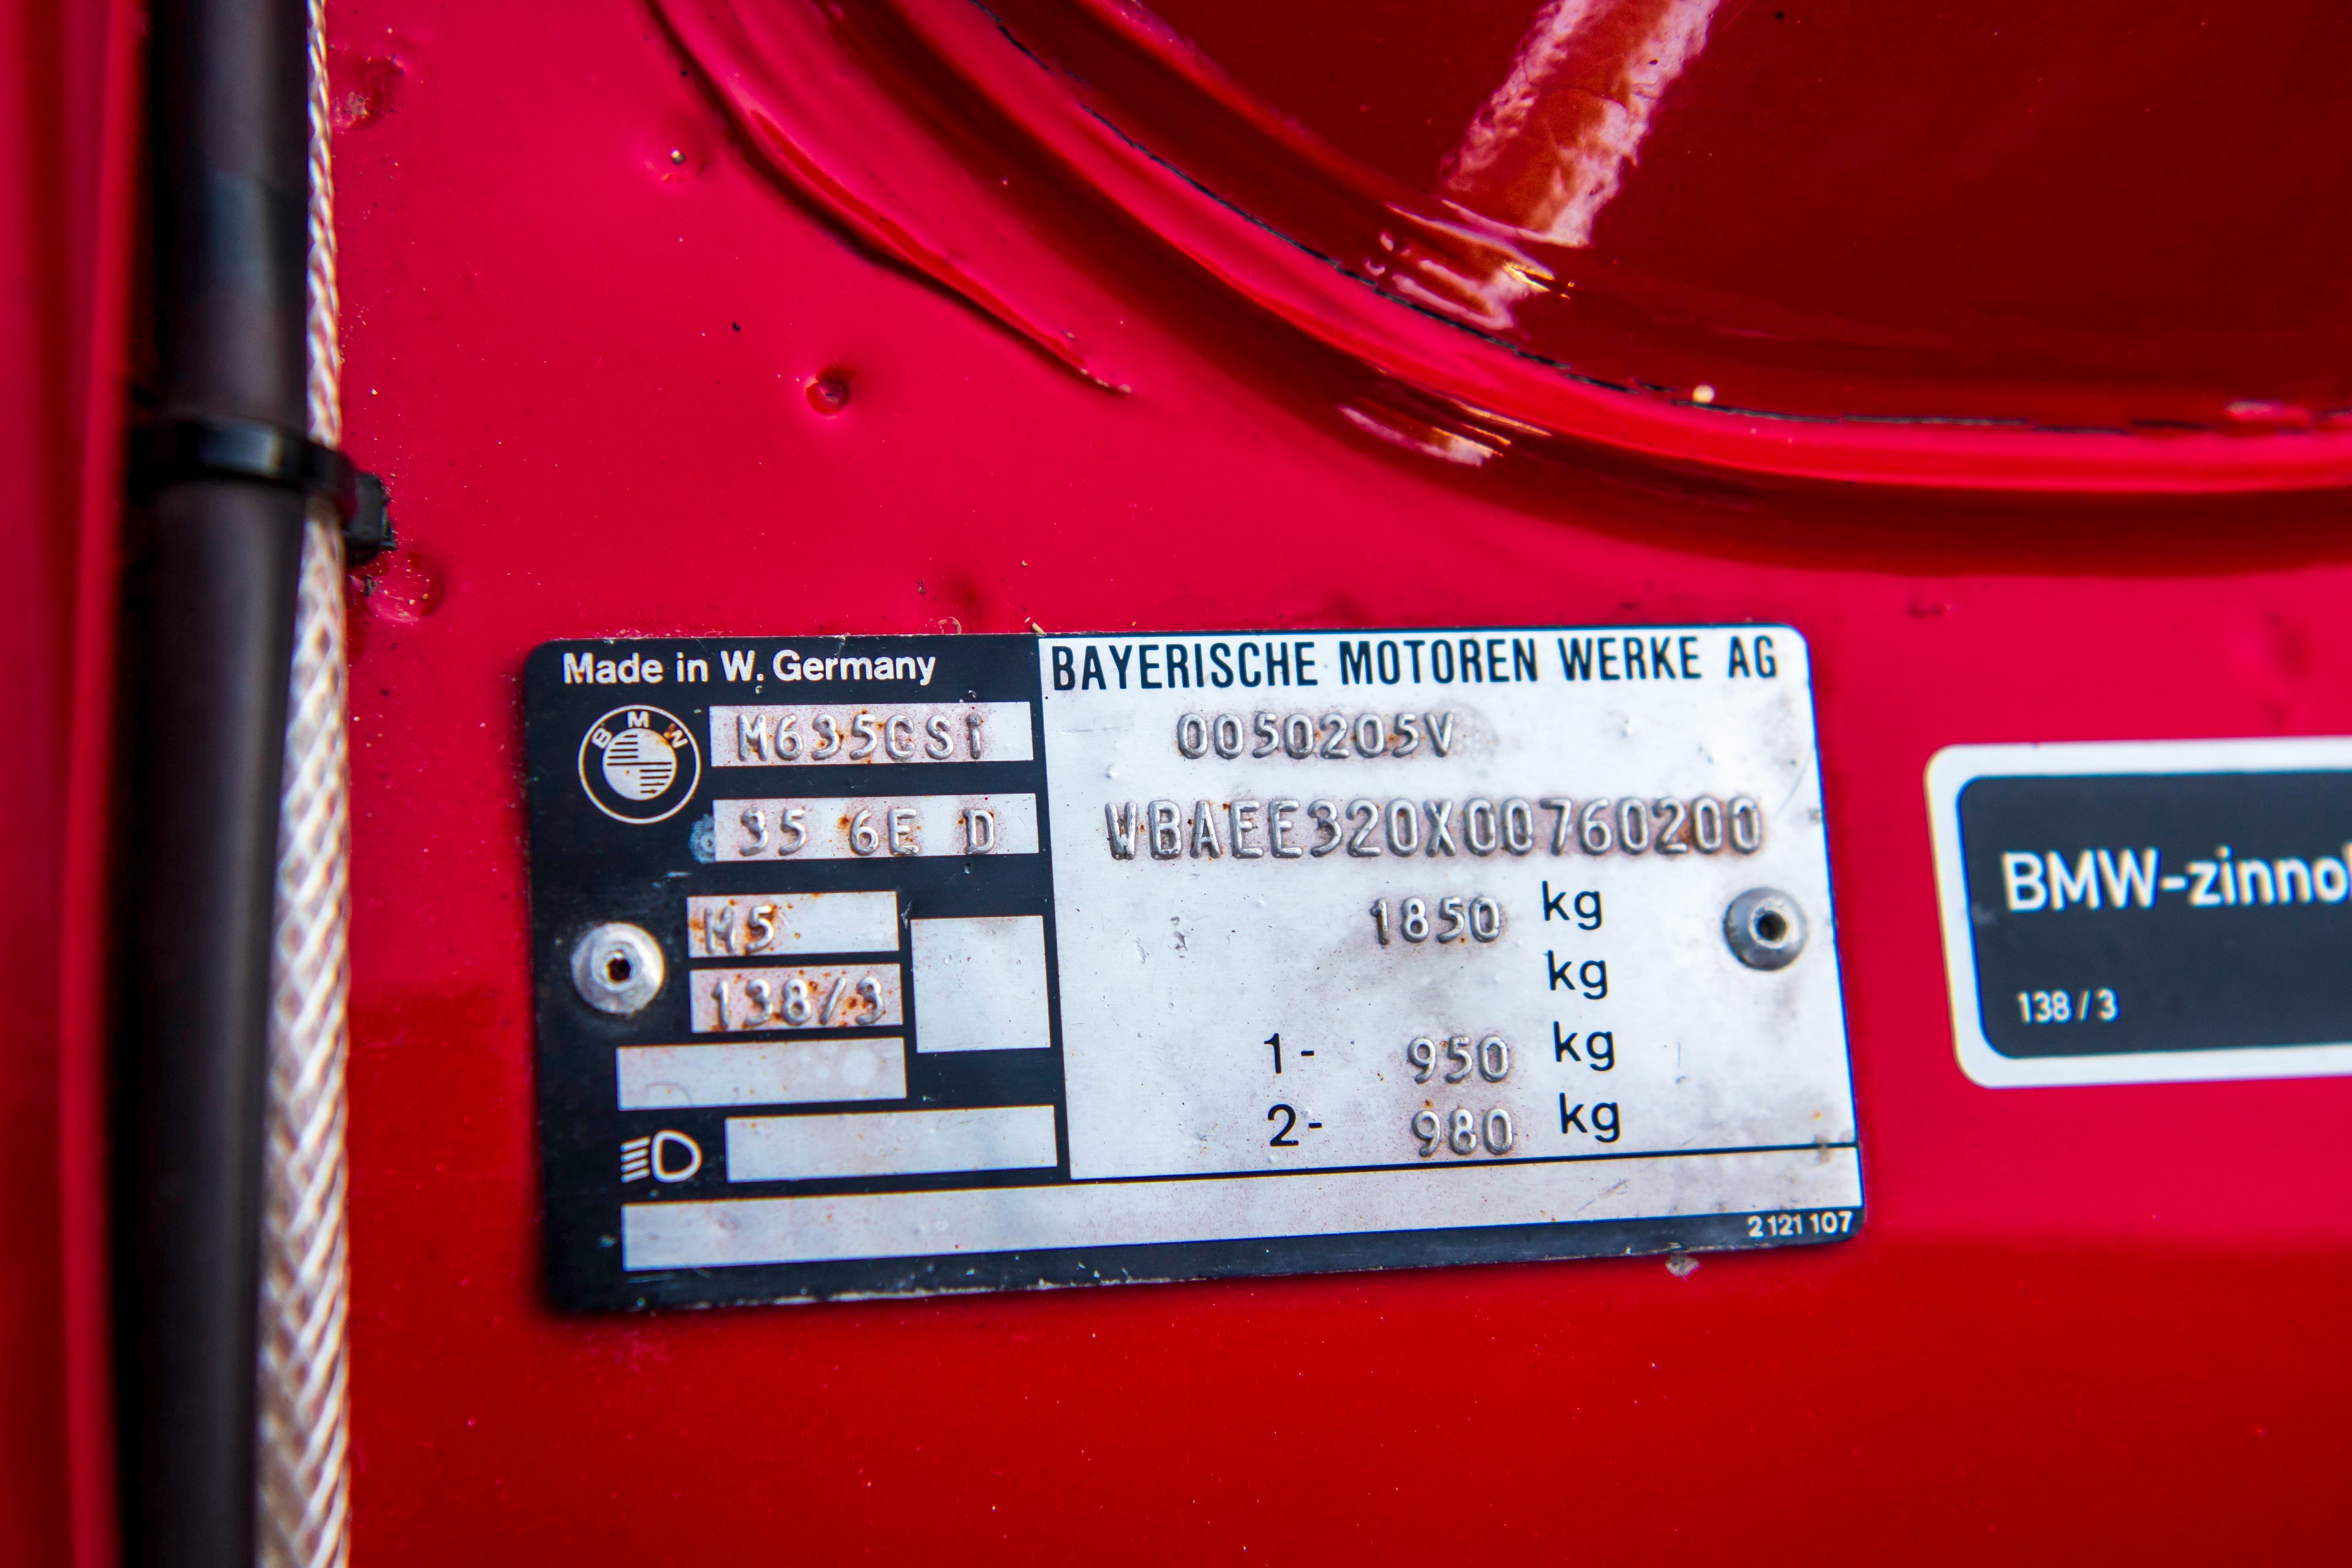 Made in W. Germany
BMW
M635CSi
35 6E D
M5
138/3
BAYERISCHE MOTOREN WERKE AG
0050205V
WBAEE320X00760200
1850 kg
kg
1- 950 kg
2- 980 kg
2 121 107
BMW-zinno
138 / 3